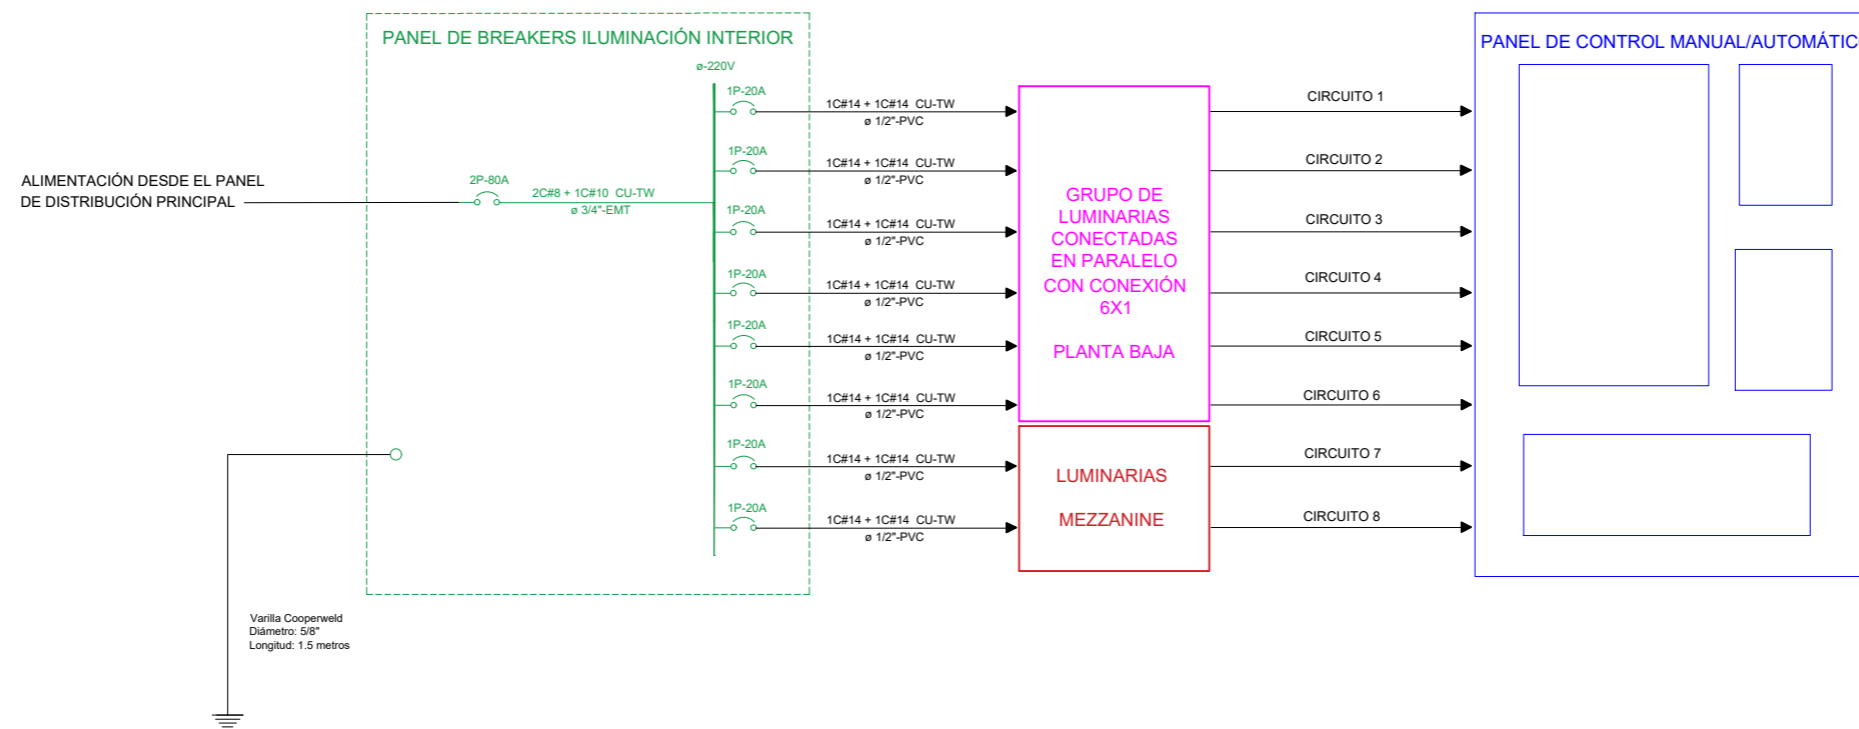 PANEL DE BREAKERS ILUMINACIÓN INTERIOR
ø-220V
ALIMENTACIÓN DESDE EL PANEL
DE DISTRIBUCIÓN PRINCIPAL
2P-80A
2C#8 + 1C#10 CU-TW
ø 3/4"-EMT
1P-20A
1C#14 + 1C#14 CU-TW
ø 1/2"-PVC
1P-20A
1C#14 + 1C#14 CU-TW
ø 1/2"-PVC
1P-20A
1C#14 + 1C#14 CU-TW
ø 1/2"-PVC
1P-20A
1C#14 + 1C#14 CU-TW
ø 1/2"-PVC
1P-20A
1C#14 + 1C#14 CU-TW
ø 1/2"-PVC
1P-20A
1C#14 + 1C#14 CU-TW
ø 1/2"-PVC
1P-20A
1C#14 + 1C#14 CU-TW
ø 1/2"-PVC
1P-20A
1C#14 + 1C#14 CU-TW
ø 1/2"-PVC
Varilla Cooperweld
Diámetro: 5/8"
Longitud: 1.5 metros
GRUPO DE
LUMINARIAS
CONECTADAS
EN PARALELO
CON CONEXIÓN
6X1
PLANTA BAJA
LUMINARIAS
MEZZANINE
CIRCUITO 1
CIRCUITO 2
CIRCUITO 3
CIRCUITO 4
CIRCUITO 5
CIRCUITO 6
CIRCUITO 7
CIRCUITO 8
PANEL DE CONTROL MANUAL/AUTOMÁTIC